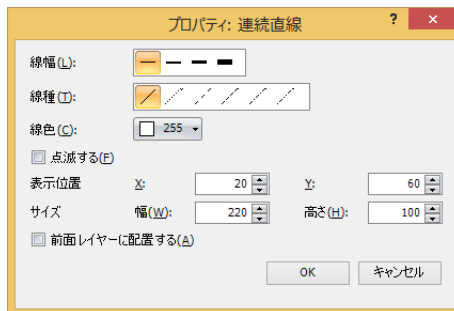 プロパティ: 連続直線 ? ×
線幅(L):
線種(T):
線色(C): 255
点滅する(F)
表示位置 X: 20 Y: 60
サイズ 幅(W): 220 高さ(H): 100
前面レイヤーに配置する(A)
OK キャンセル